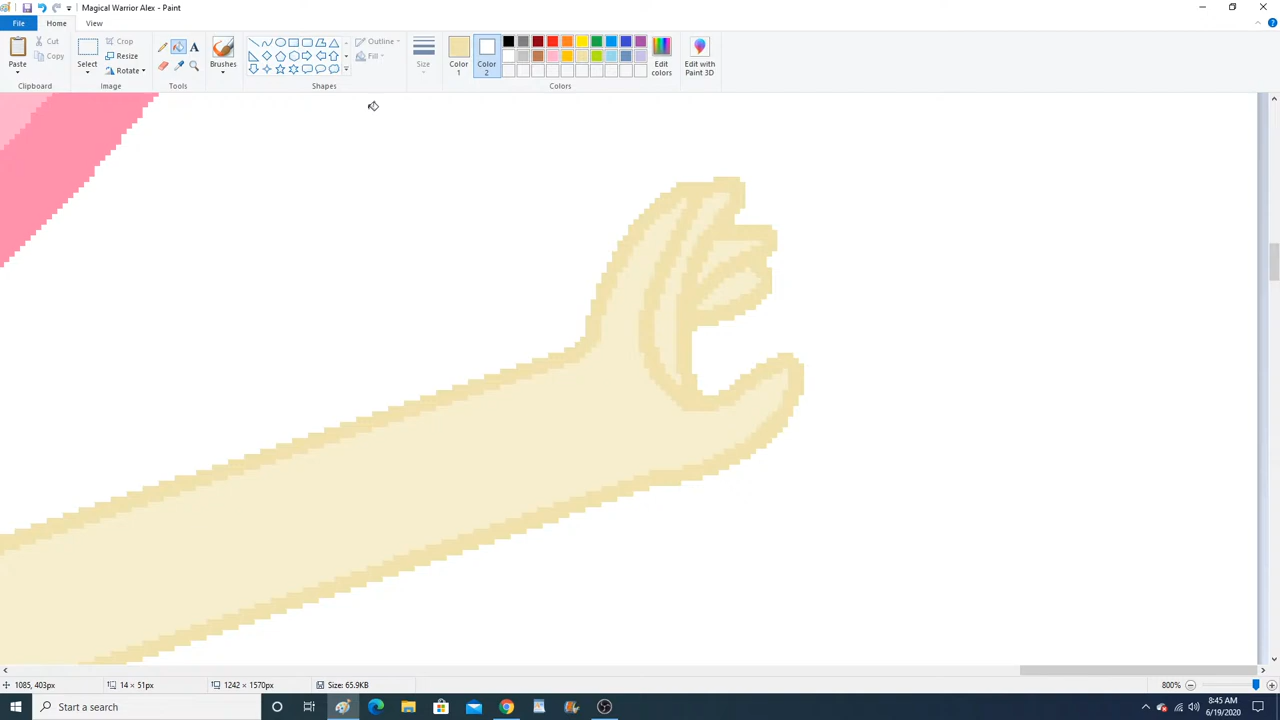 Magical Warrior Alex - Paint
File Home View
Paste Cut Copy Clipboard
Select Crop Resize Rotate Image
A Tools
Brushes
Outline Fill Shapes
Size
Color 1 Color 2 Edit colors Colors
Edit with Paint 3D
1085, 403px 14 × 51px 1242 × 1570px Size: 65.9KB 800%
Start a search 8:45 AM
6/19/2020